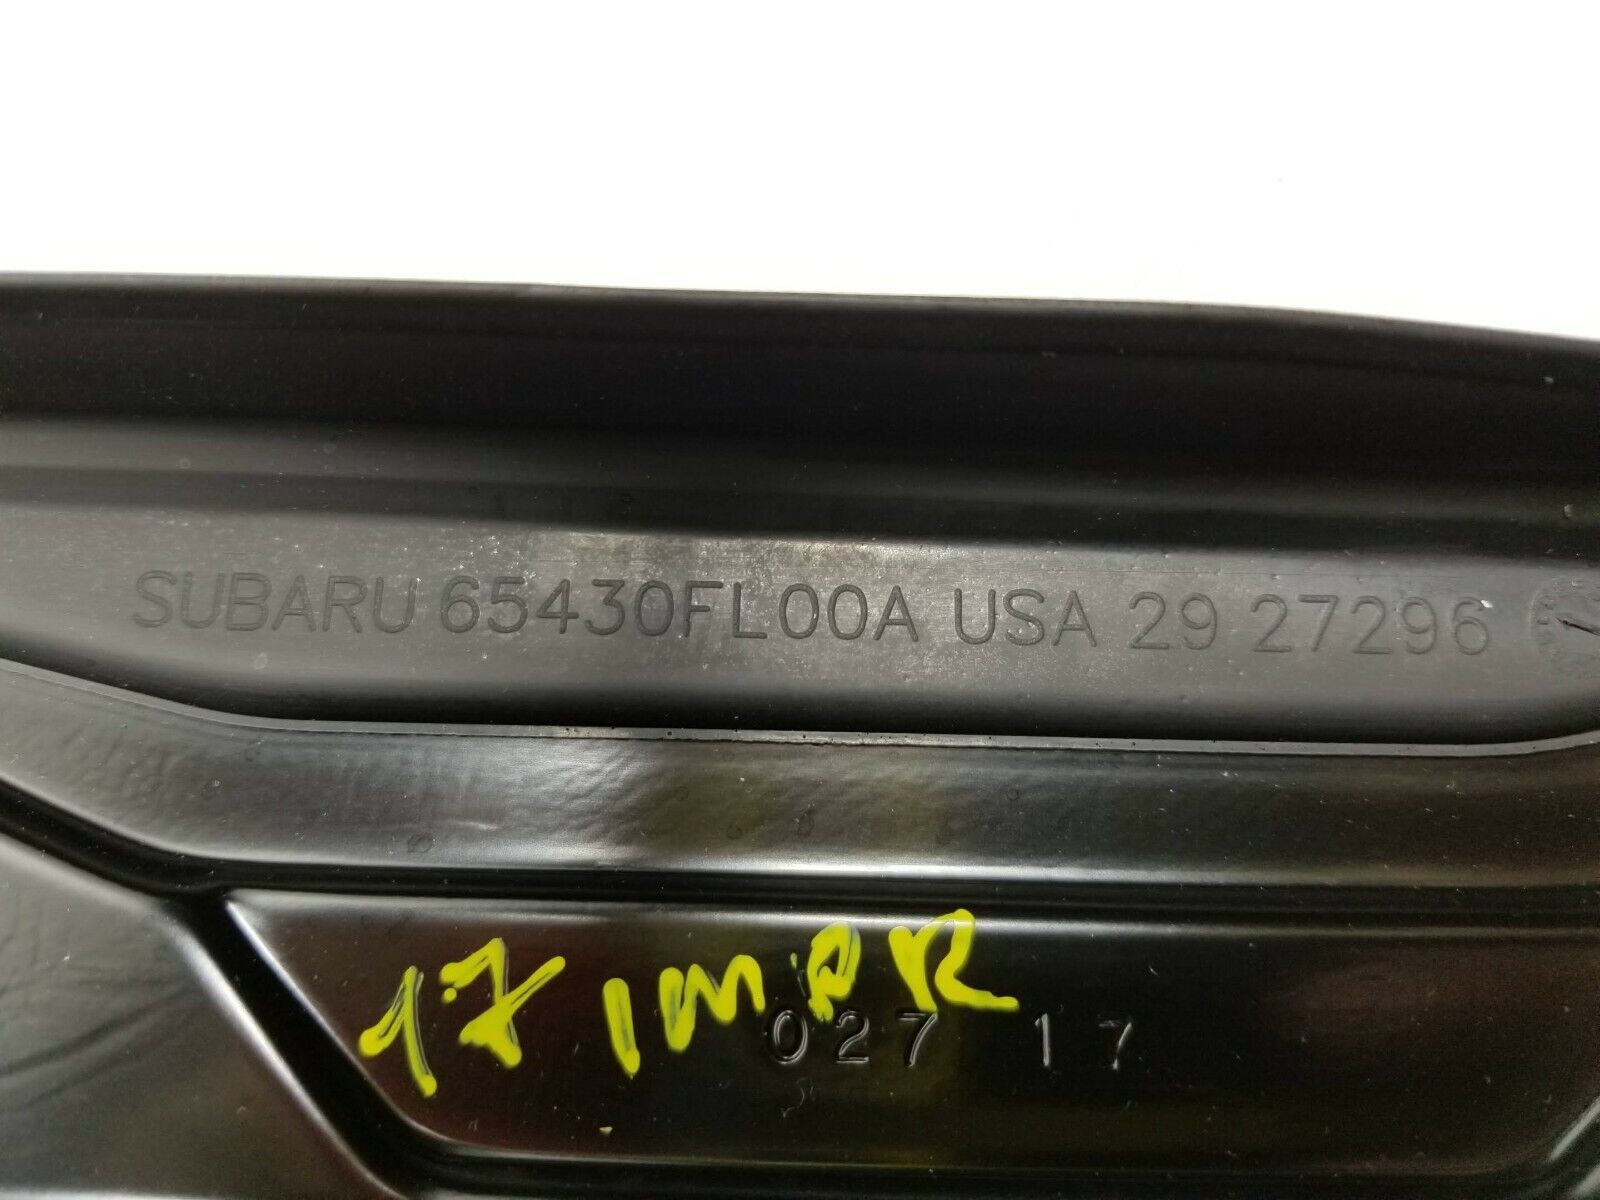 SUBARU 65430FL00A USA 29 27296
17 IMPR
027 17